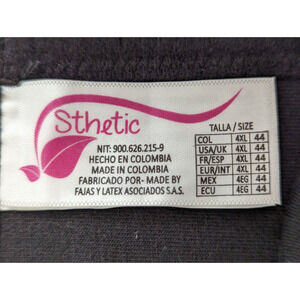 Sthetic
NIT: 900.626.215-9
HECHO EN COLOMBIA
MADE IN COLOMBIA
FABRICADO POR- MADE BY
FAJAS Y LATEX ASOCIADOS S.A.S.
TALLA / SIZE
COL 4XL 44
USA/UK 4XL 44
FR/ESP 4XL 44
EUR/INT 4XL 44
MEX 4EG 44
ECU 4EG 44